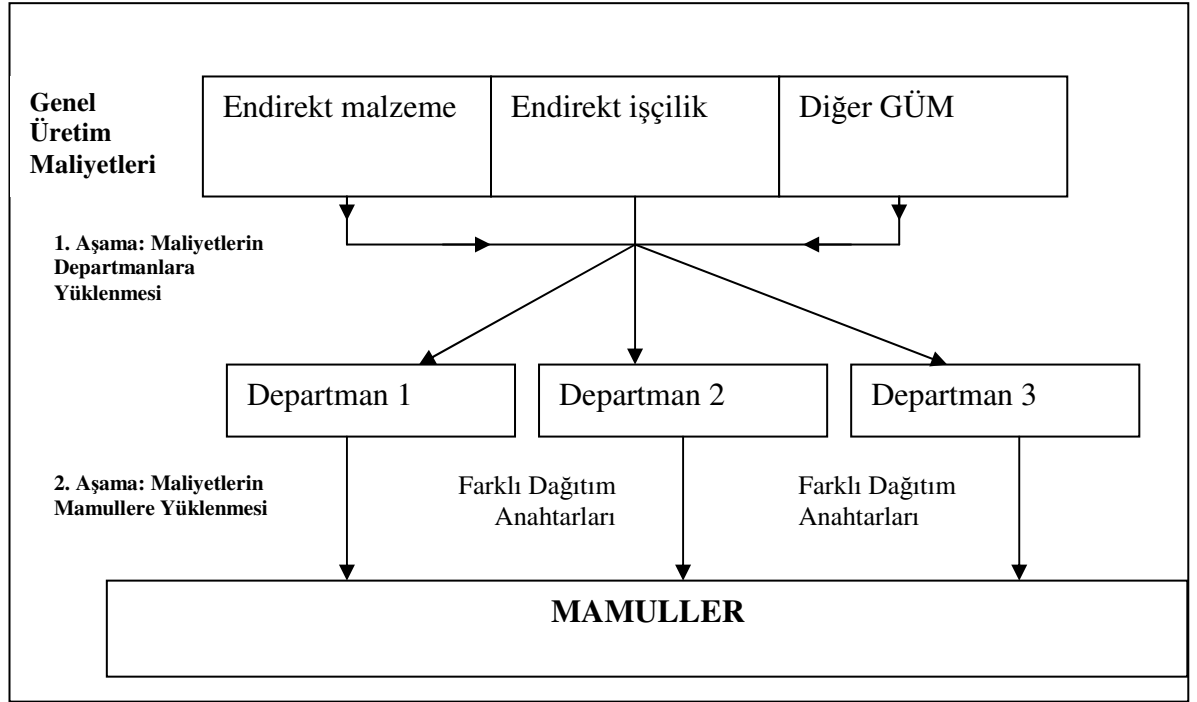 Genel
Üretim
Maliyetleri
Endirekt malzeme
Endirekt işçilik
Diğer GÜM
1. Aşama: Maliyetlerin
Departmanlara
Yüklenmesi
Departman 1
Departman 2
Departman 3
2. Aşama: Maliyetlerin
Mamullere Yüklenmesi
Farklı Dağıtım
Anahtarları
Farklı Dağıtım
Anahtarları
MAMULLER